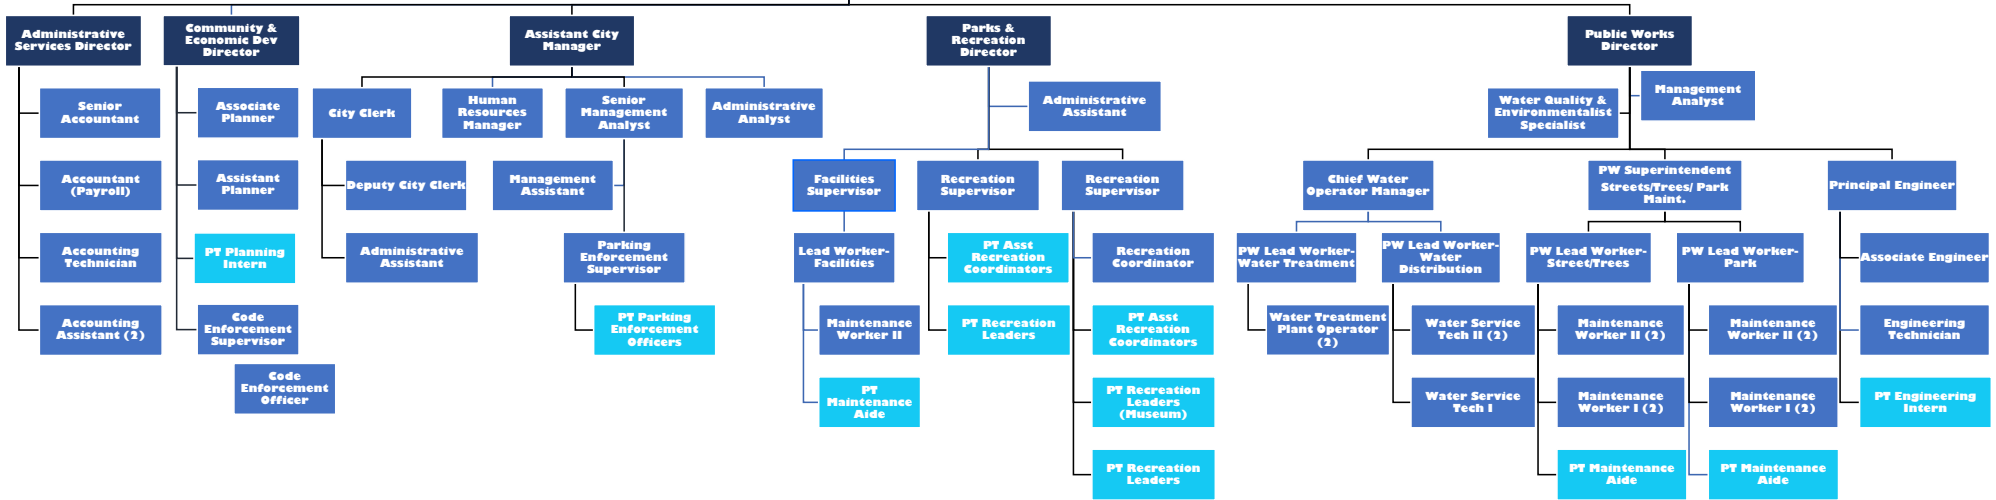 Administrative
Services Director
Community &
Economic Dev
Director
Assistant City
Manager
Parks &
Recreation
Director
Public Works
Director
Senior
Accountant
Accountant
(Payroll)
Accounting
Technician
Accounting
Assistant (2)
Associate
Planner
Assistant
Planner
PT Planning
Intern
Code
Enforcement
Supervisor
Code
Enforcement
Officer
City Clerk
Deputy City Clerk
Administrative
Assistant
Human
Resources
Manager
Senior
Management
Analyst
Management
Assistant
Parking
Enforcement
Supervisor
PT Parking
Enforcement
Officers
Administrative
Analyst
Administrative
Assistant
Facilities
Supervisor
Lead Worker-
Facilities
Maintenance
Worker II
PT
Maintenance
Aide
Recreation
Supervisor
PT Asst
Recreation
Coordinators
PT Recreation
Leaders
Recreation
Supervisor
Recreation
Coordinator
PT Asst
Recreation
Coordinators
PT Recreation
Leaders
(Museum)
PT Recreation
Leaders
Water Quality &
Environmentalist
Specialist
Management
Analyst
Chief Water
Operator Manager
PW Lead Worker-
Water Treatment
Water Treatment
Plant Operator
(2)
PW Lead Worker-
Water
Distribution
Water Service
Tech II (2)
Water Service
Tech I
PW Superintendent
Streets/Trees/ Park
Maint.
PW Lead Worker-
Street/Trees
Maintenance
Worker II (2)
Maintenance
Worker I (2)
PT Maintenance
Aide
PW Lead Worker-
Park
Maintenance
Worker II (2)
Maintenance
Worker I (2)
PT Maintenance
Aide
Principal Engineer
Associate Engineer
Engineering
Technician
PT Engineering
Intern